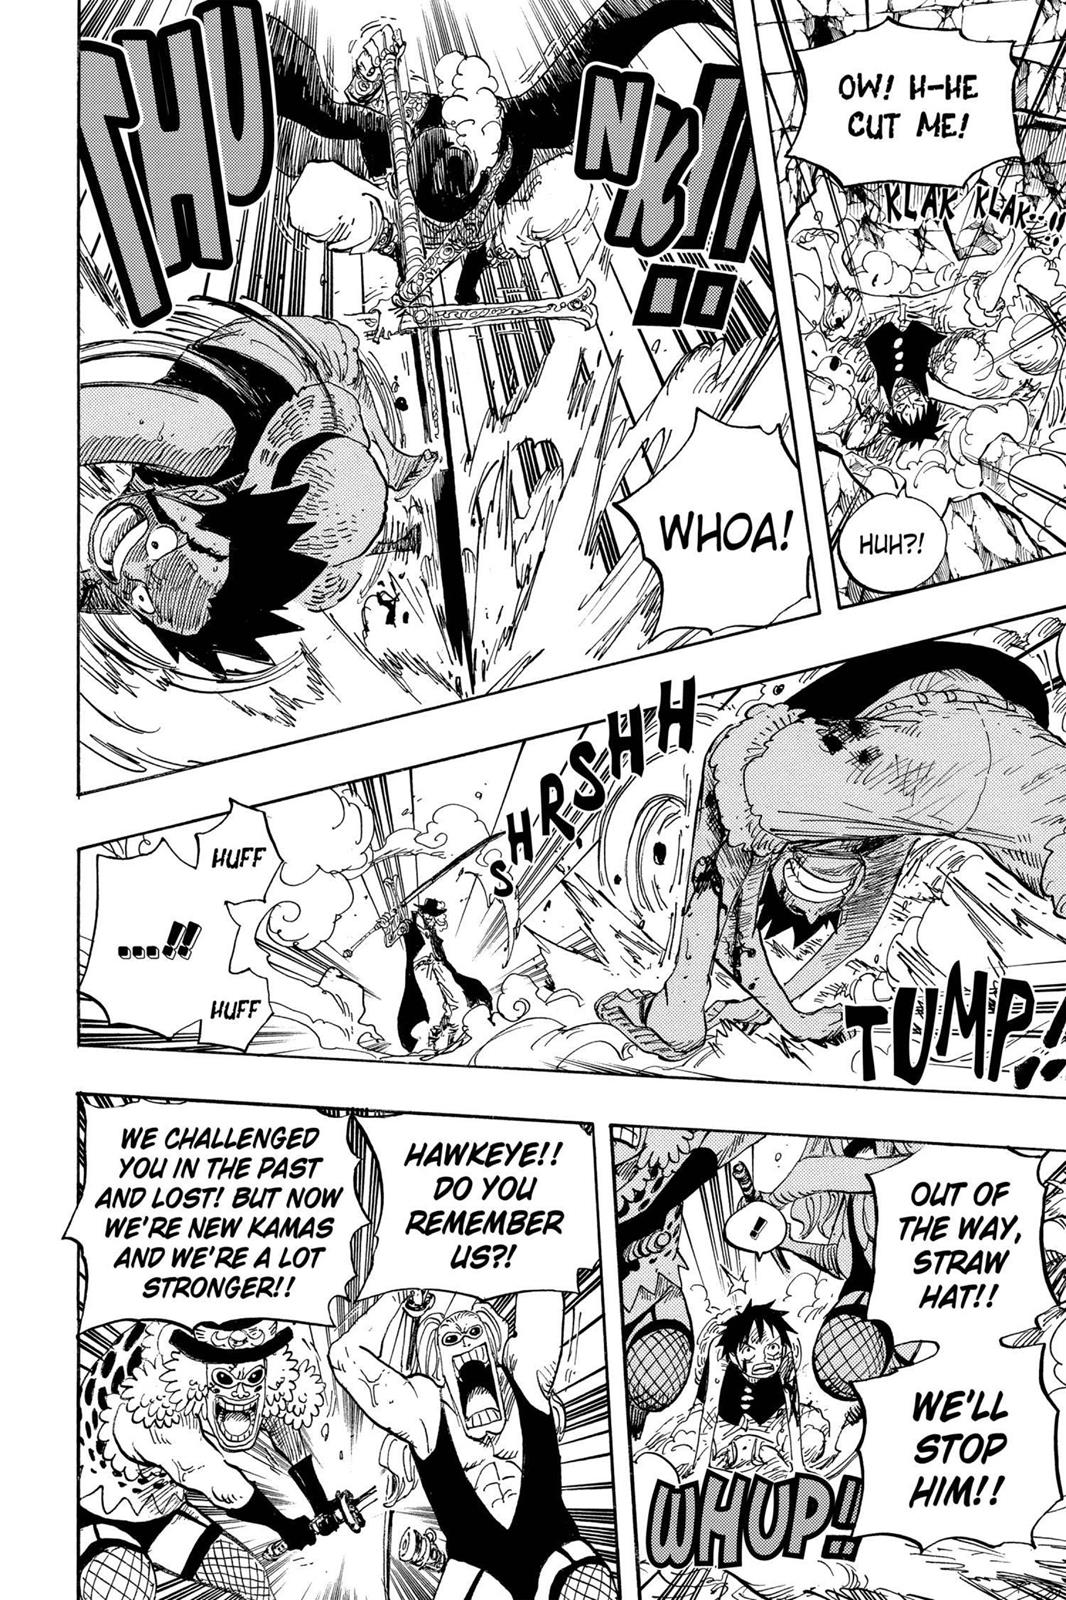 OW! H-HE
CUT ME!
KLAK KLAK...!!
HUH?!
THUNK!!
WHOA!
SHRSHH
TUMP!!
HUFF
...!!
HUFF
OUT OF
THE WAY,
STRAW
HAT!!
WE'LL
STOP
HIM!!
WHUP!!
HAWKEYE!!
DO YOU
REMEMBER
US?!
WE CHALLENGED
YOU IN THE PAST
AND LOST! BUT NOW
WE'RE NEW KAMAS
AND WE'RE A LOT
STRONGER!!